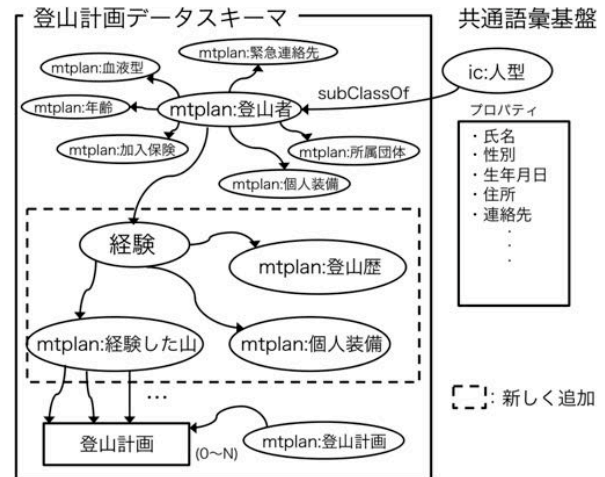 登山計画データスキーマ
共通語彙基盤
mtplan:緊急連絡先
mtplan:血液型
ic:人型
subClassOf
mtplan:年齢
mtplan:登山者
プロパティ
mtplan:加入保険
mtplan:所属団体
mtplan:個人装備
・氏名
・性別
・生年月日
・住所
・連絡先
・
・
・
経験
mtplan:登山歴
mtplan:経験した山
mtplan:個人装備
…
: 新しく追加
登山計画
(0〜N)
mtplan:登山計画